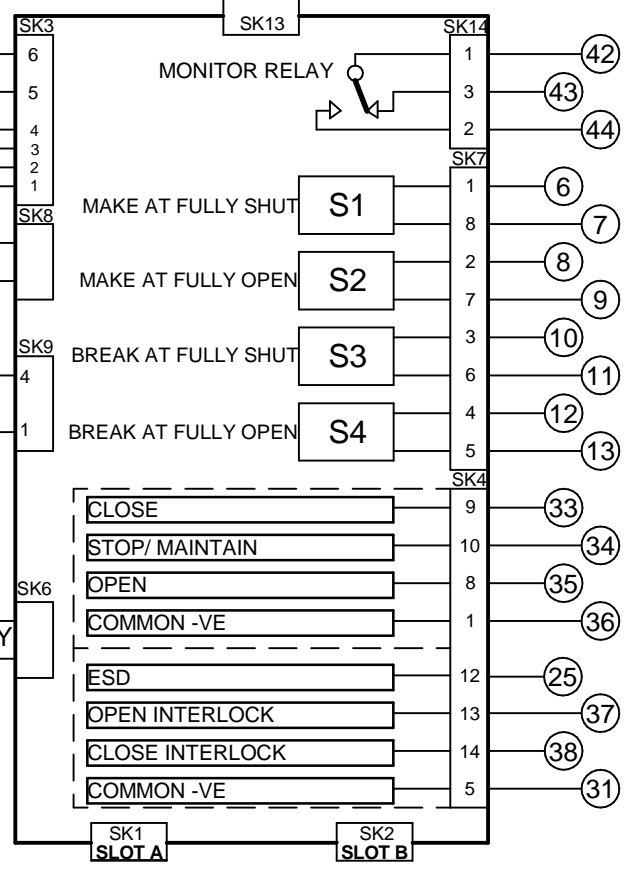 SK3
SK13
SK14
6
MONITOR RELAY
1
42
5
3
43
4
2
44
3
2
1
SK7
MAKE AT FULLY SHUT
S1
1
6
8
7
SK8
MAKE AT FULLY OPEN
S2
2
8
7
9
SK9
4
BREAK AT FULLY SHUT
S3
3
10
6
11
1
BREAK AT FULLY OPEN
S4
4
12
5
13
SK4
CLOSE
9
33
STOP/ MAINTAIN
10
34
SK6
OPEN
8
35
COMMON -VE
1
36
Y
ESD
12
25
OPEN INTERLOCK
13
37
CLOSE INTERLOCK
14
38
COMMON -VE
5
31
SK1
SLOT A
SK2
SLOT B